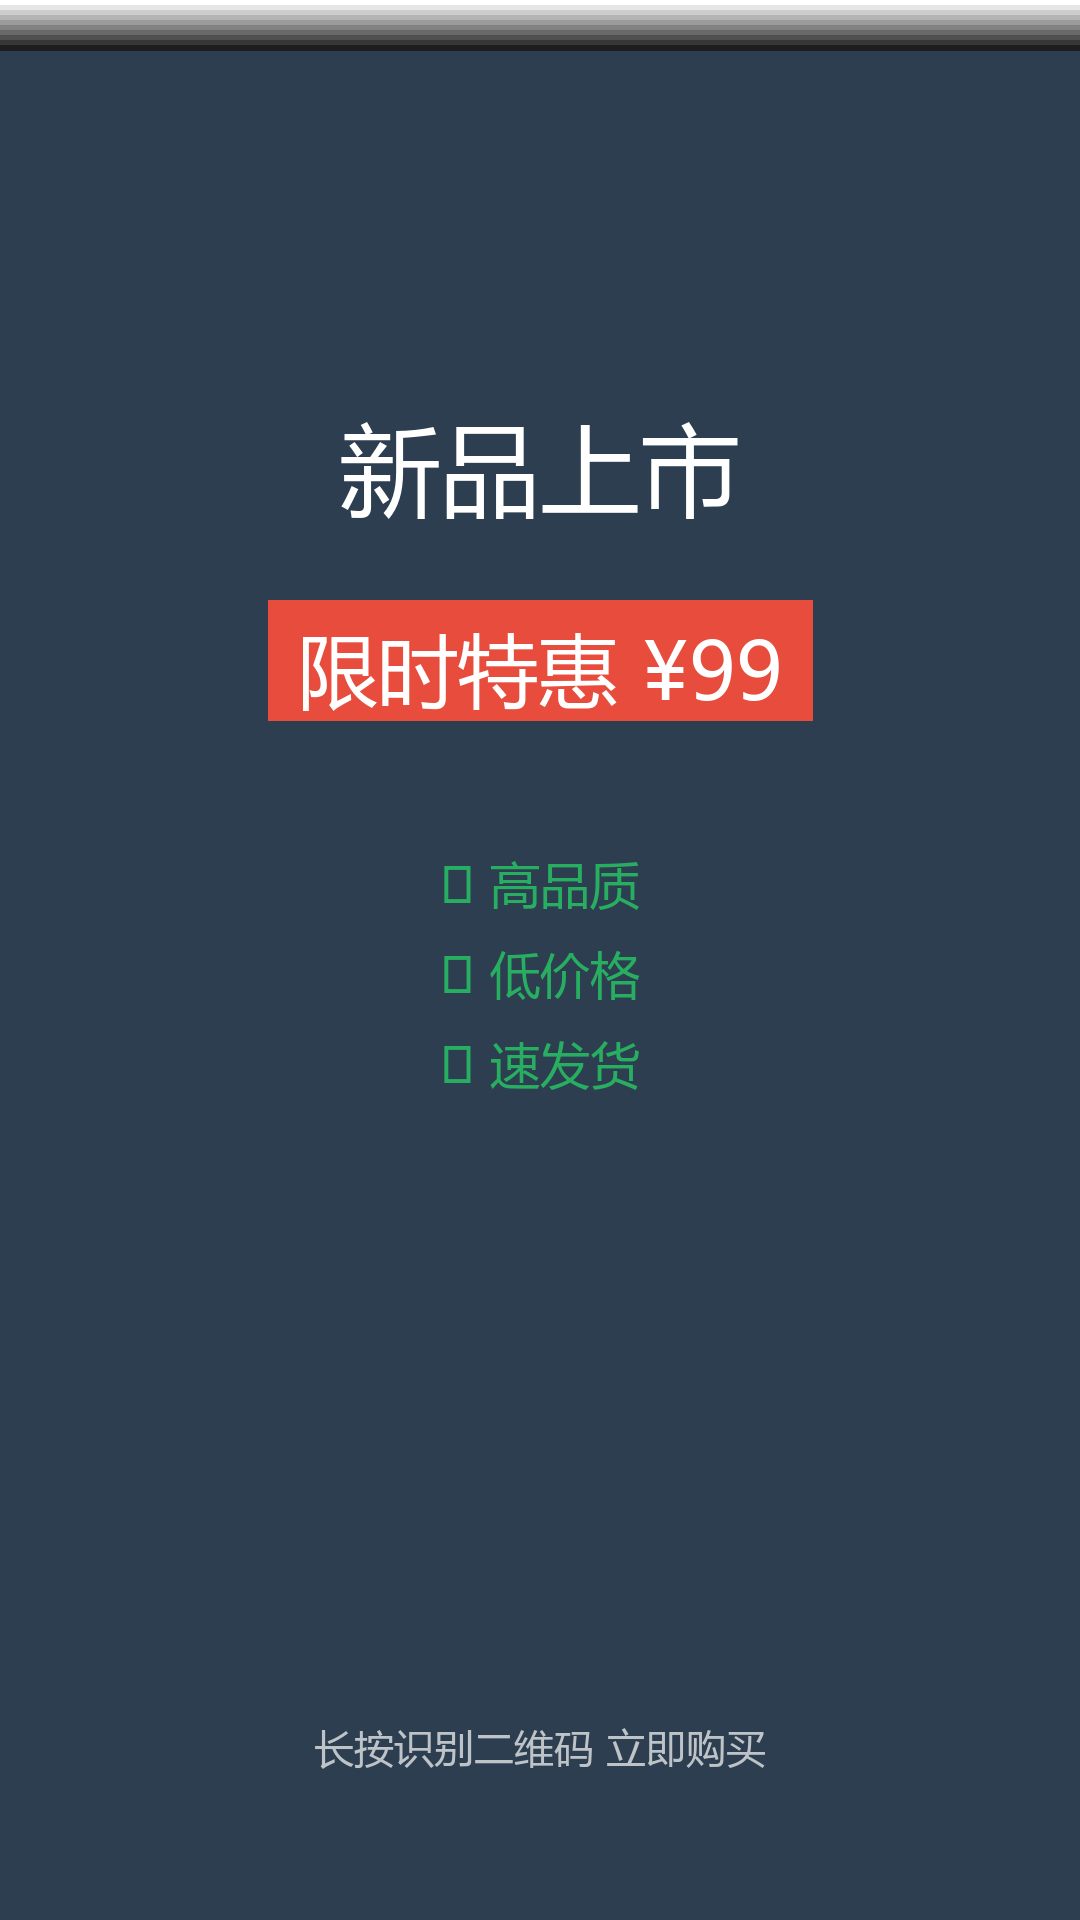 新品上市
限时特惠 ¥99
▯ 高品质
▯ 低价格
▯ 速发货
长按识别二维码 立即购买